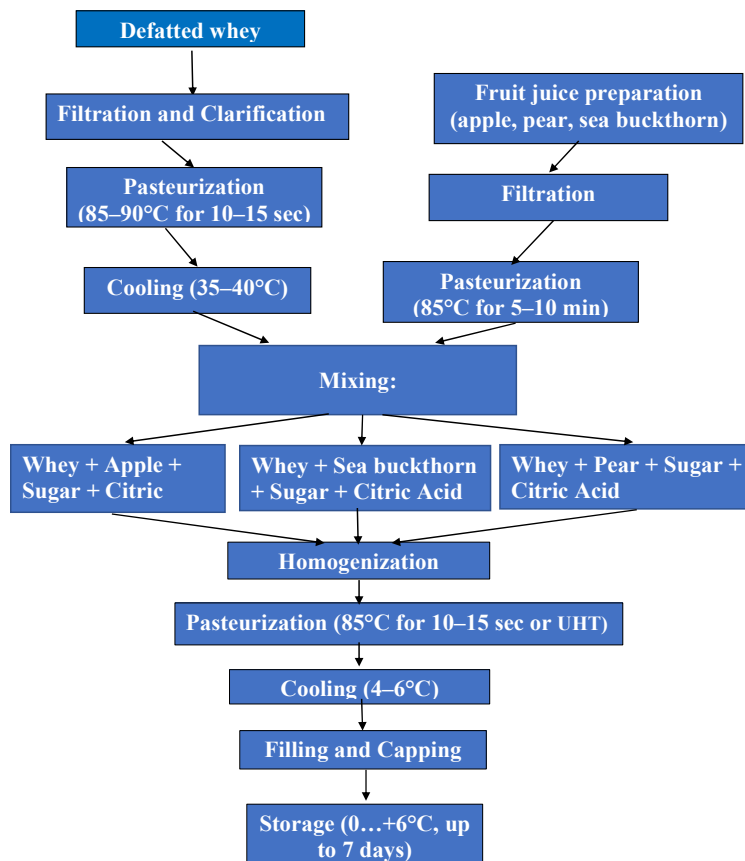 Defatted whey
Filtration and Clarification
Fruit juice preparation
(apple, pear, sea buckthorn)
Pasteurization
(85–90°C for 10–15 sec)
Filtration
Cooling (35–40°C)
Pasteurization
(85°C for 5–10 min)
Mixing:
Whey + Apple +
Sugar + Citric
Whey + Sea buckthorn
+ Sugar + Citric Acid
Whey + Pear + Sugar +
Citric Acid
Homogenization
Pasteurization (85°C for 10–15 sec or UHT)
Cooling (4–6°C)
Filling and Capping
Storage (0…+6°C, up
to 7 days)